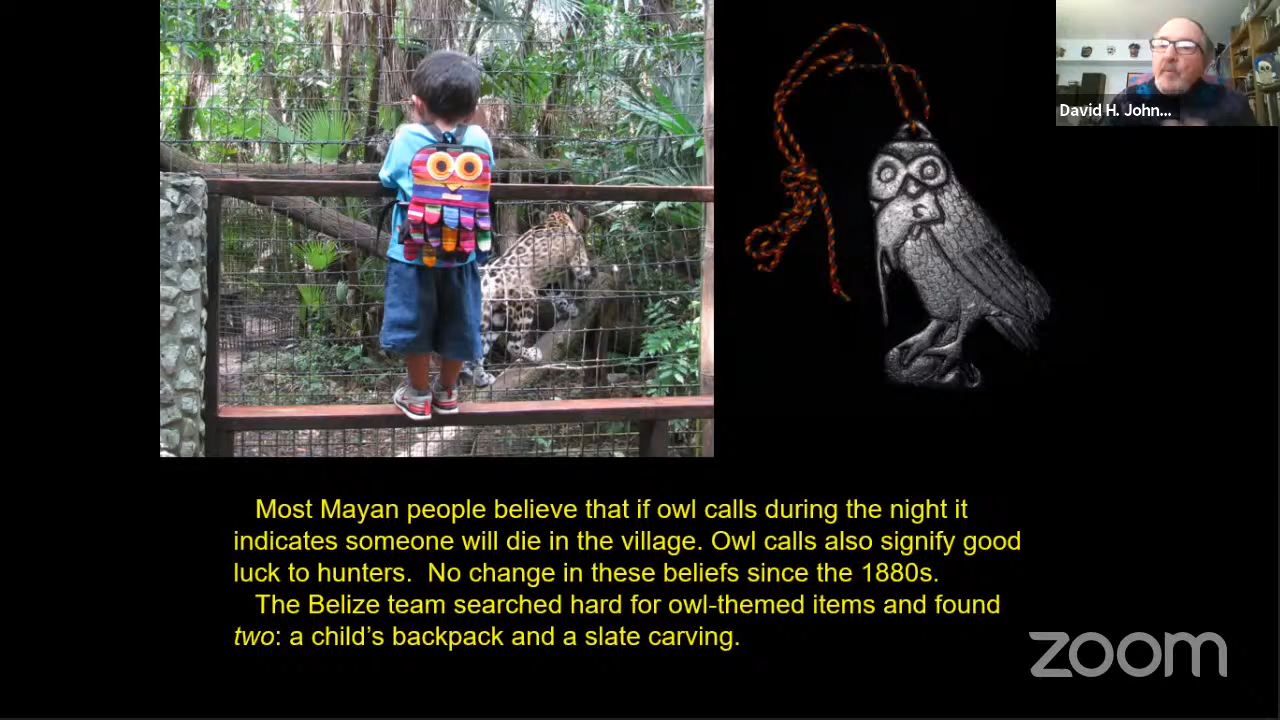 David H. John...
Most Mayan people believe that if owl calls during the night it
indicates someone will die in the village. Owl calls also signify good
luck to hunters.  No change in these beliefs since the 1880s.
The Belize team searched hard for owl-themed items and found
two: a child’s backpack and a slate carving.
zoom